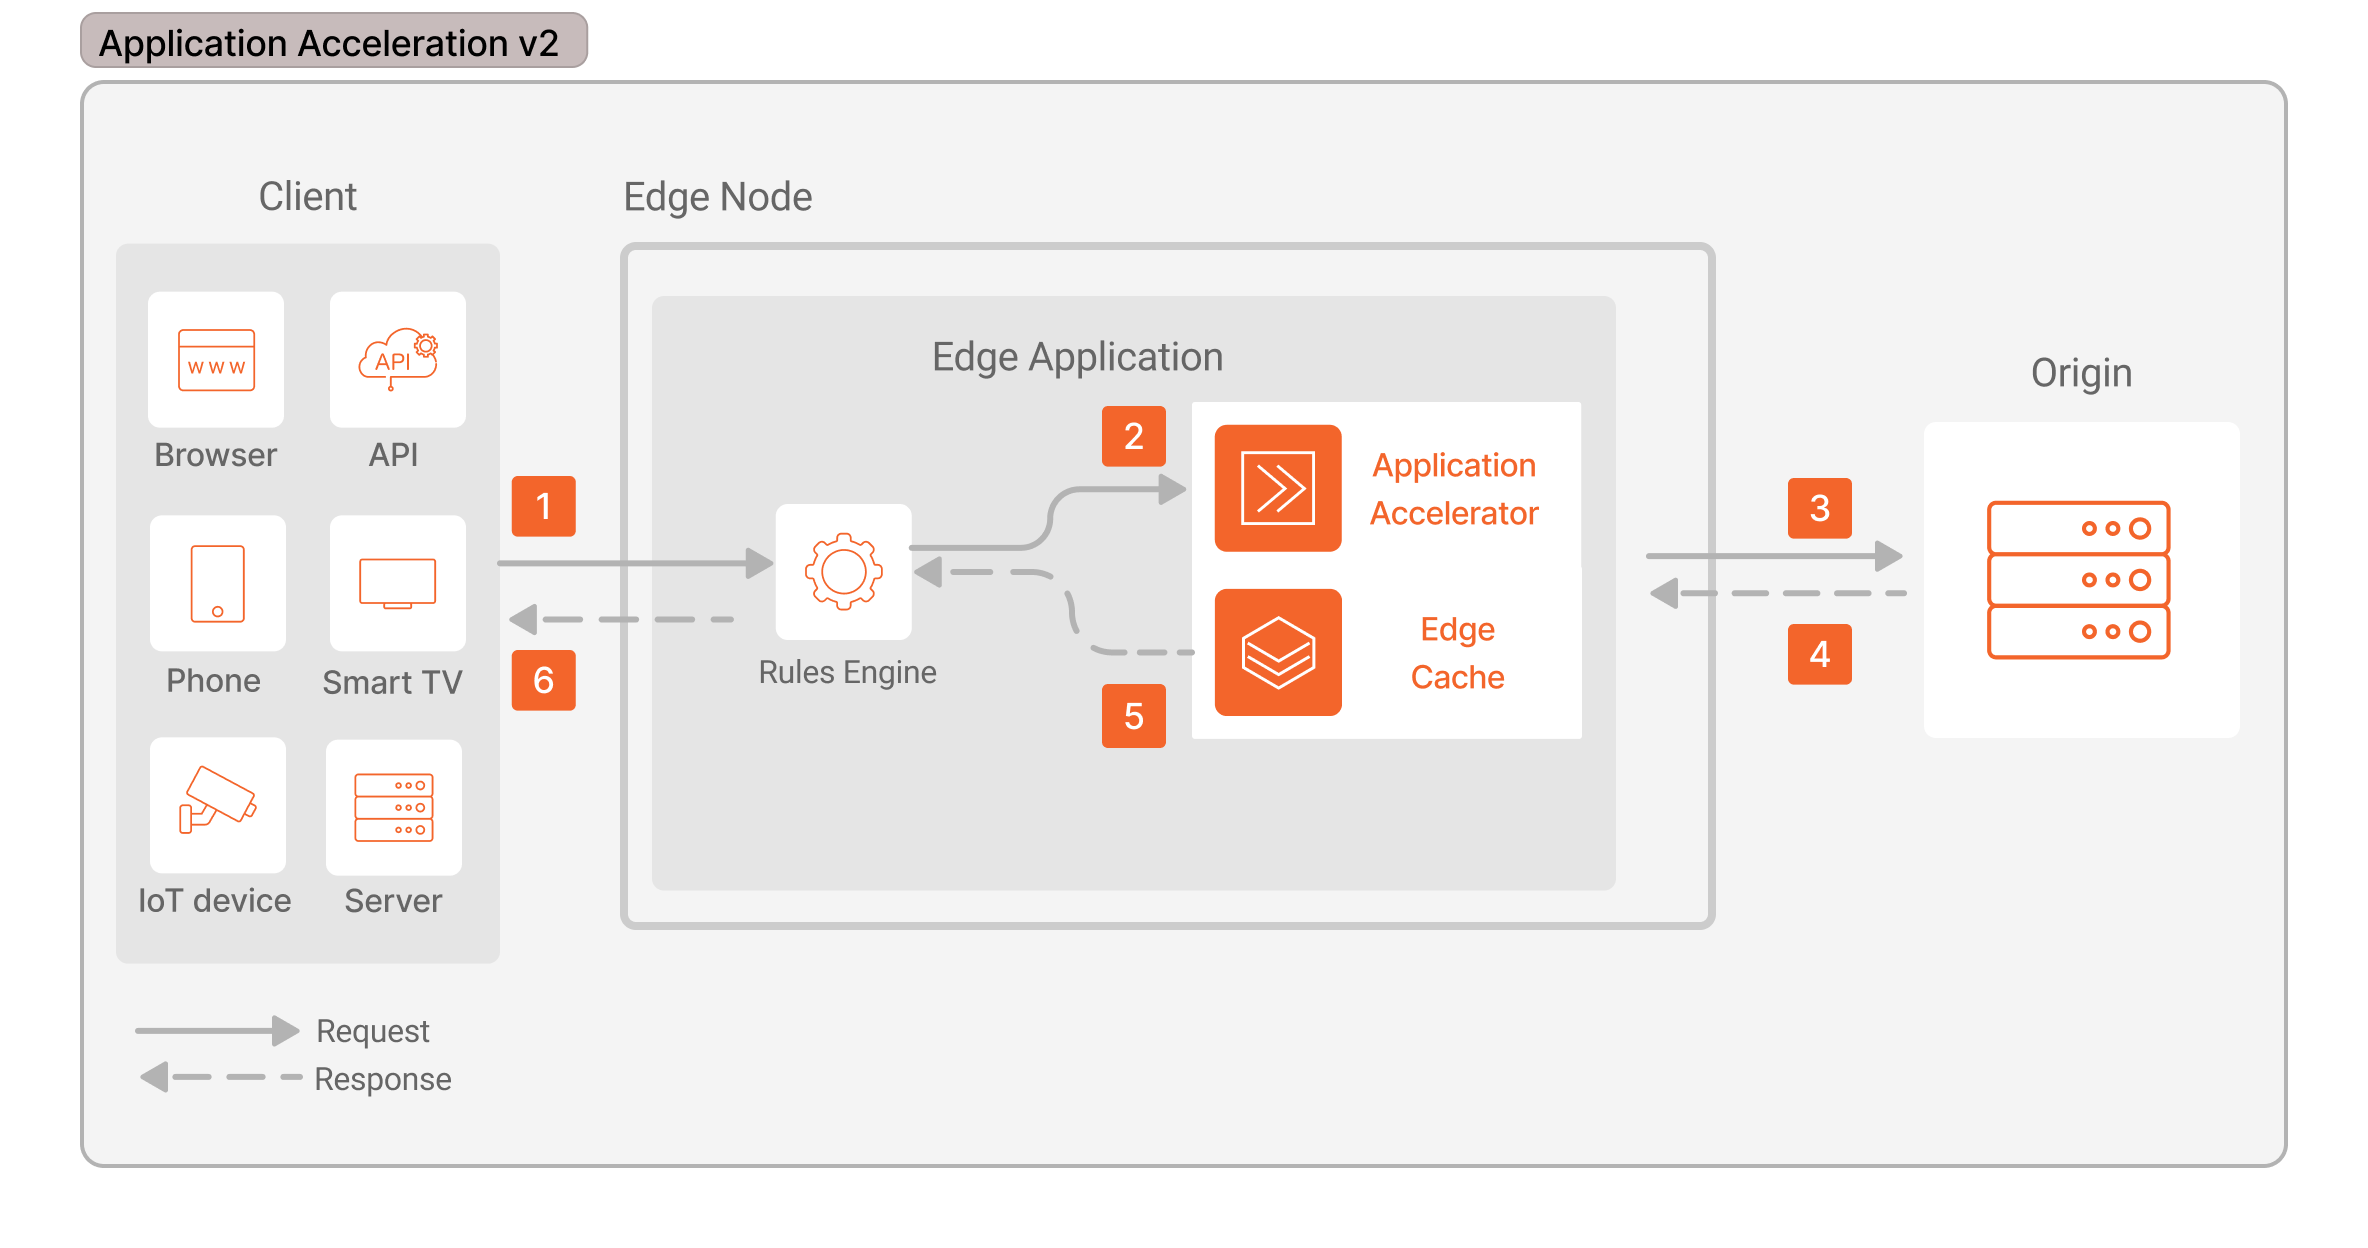 Application Acceleration v2
Client
Edge Node
Edge Application
Origin
www
API
Browser
API
Phone
Smart TV
IoT device
Server
1
6
Rules Engine
2
5
Application
Accelerator
Edge
Cache
3
4
Request
Response